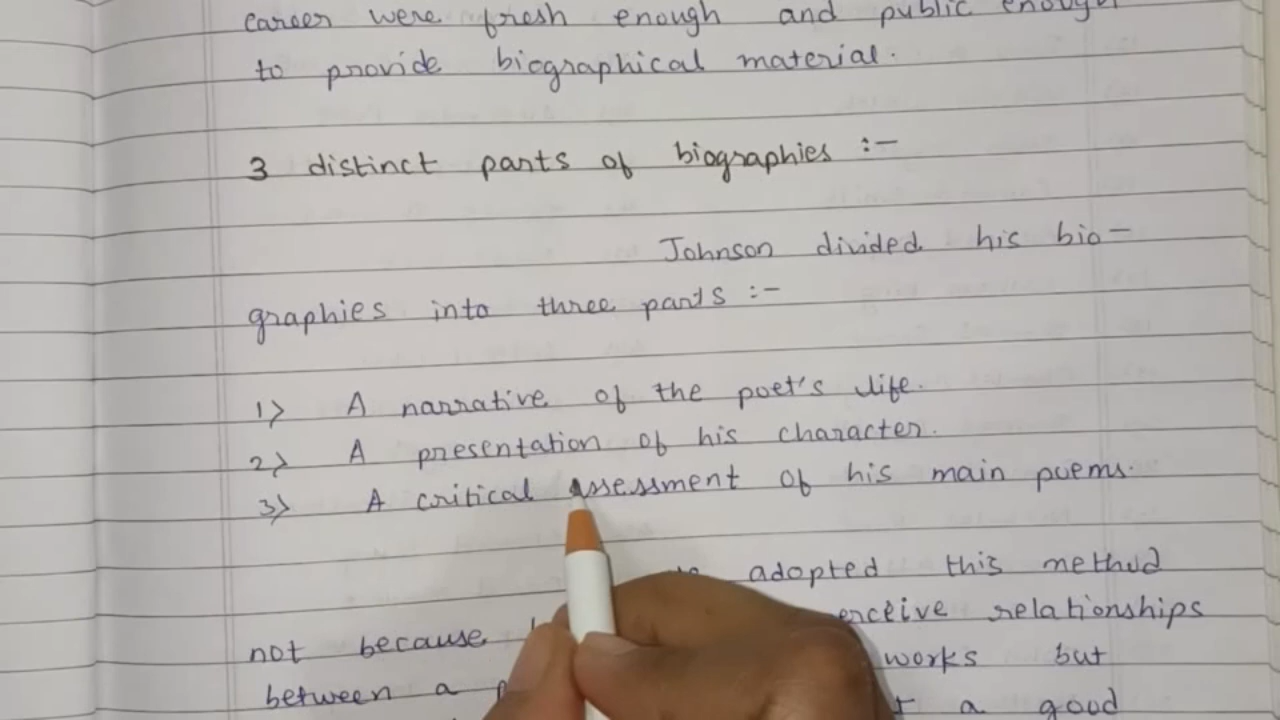 career were fresh enough and public enough
to provide biographical material.
3 distinct parts of biographies :-
Johnson divided his bio-
graphies into three parts :-
1) A narrative of the poet's life.
2) A presentation of his character.
3) A critical assessment of his main poems.
adopted this method
not because relationships
works but
between a a good